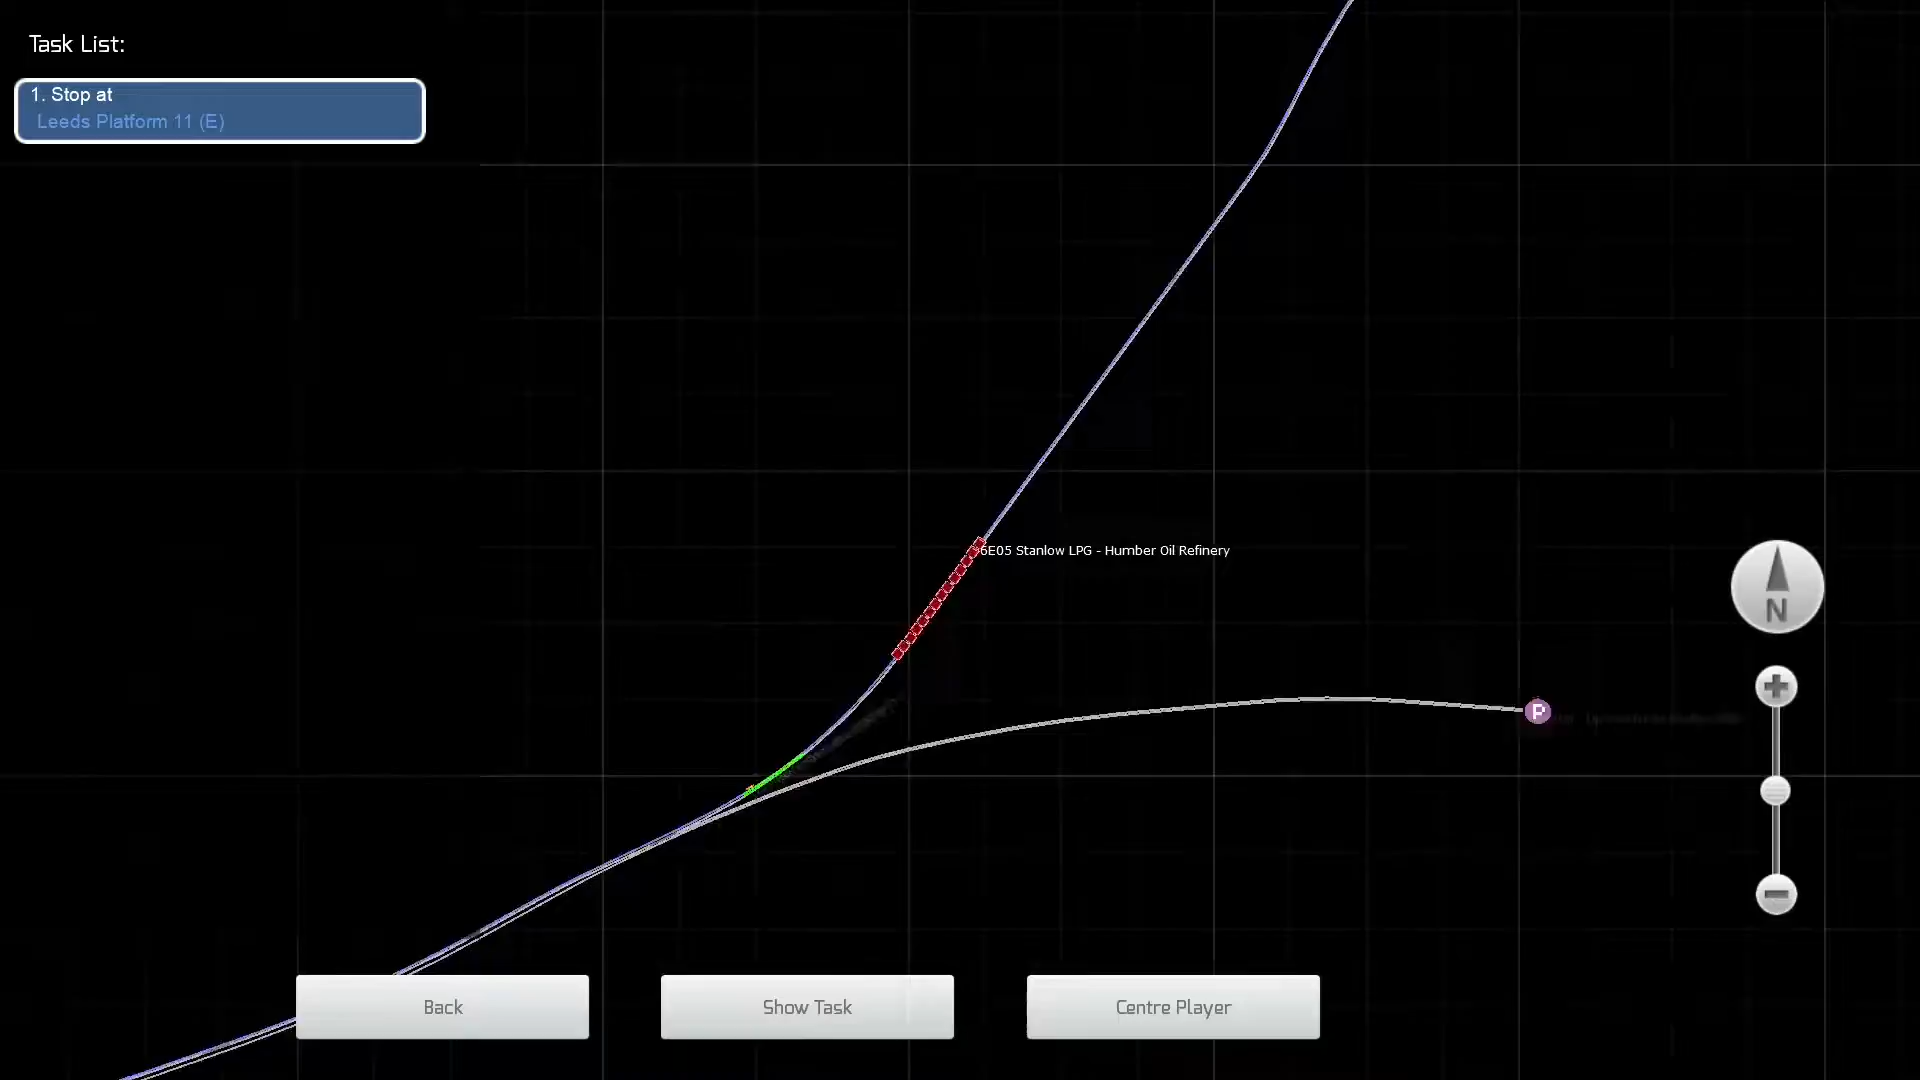 Task List:
1. Stop at
Leeds Platform 11 (E)
6E05 Stanlow LPG - Humber Oil Refinery
P
N
Back
Show Task
Centre Player